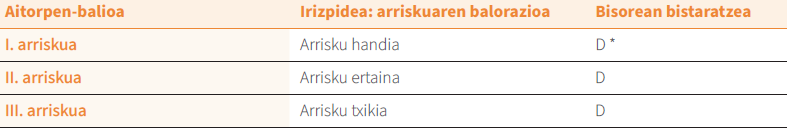 Aitorpen-balioa Irizpidea: arriskuaren balorazioa Bisorean bistaratzea
I. arriskua Arrisku handia D *
II. arriskua Arrisku ertaina D
III. arriskua Arrisku txikia D